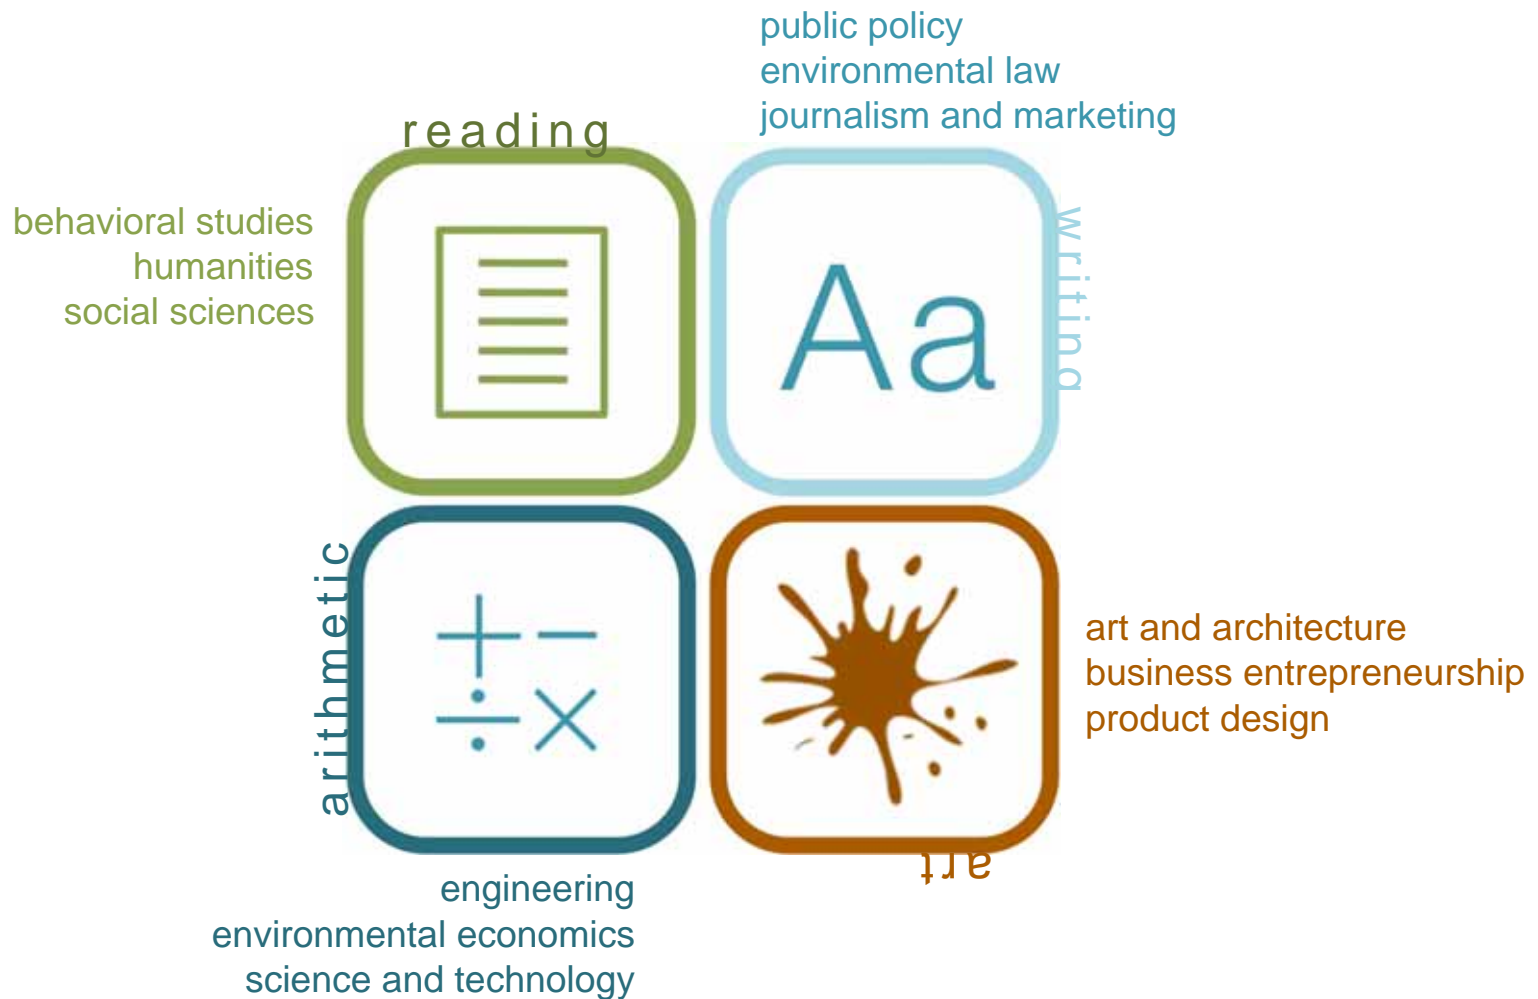 public policy
environmental law
journalism and marketing
reading
behavioral studies
humanities
social sciences
writing
Aa
arithmetic
+ −
÷ ×
art and architecture
business entrepreneurship
product design
art
engineering
environmental economics
science and technology